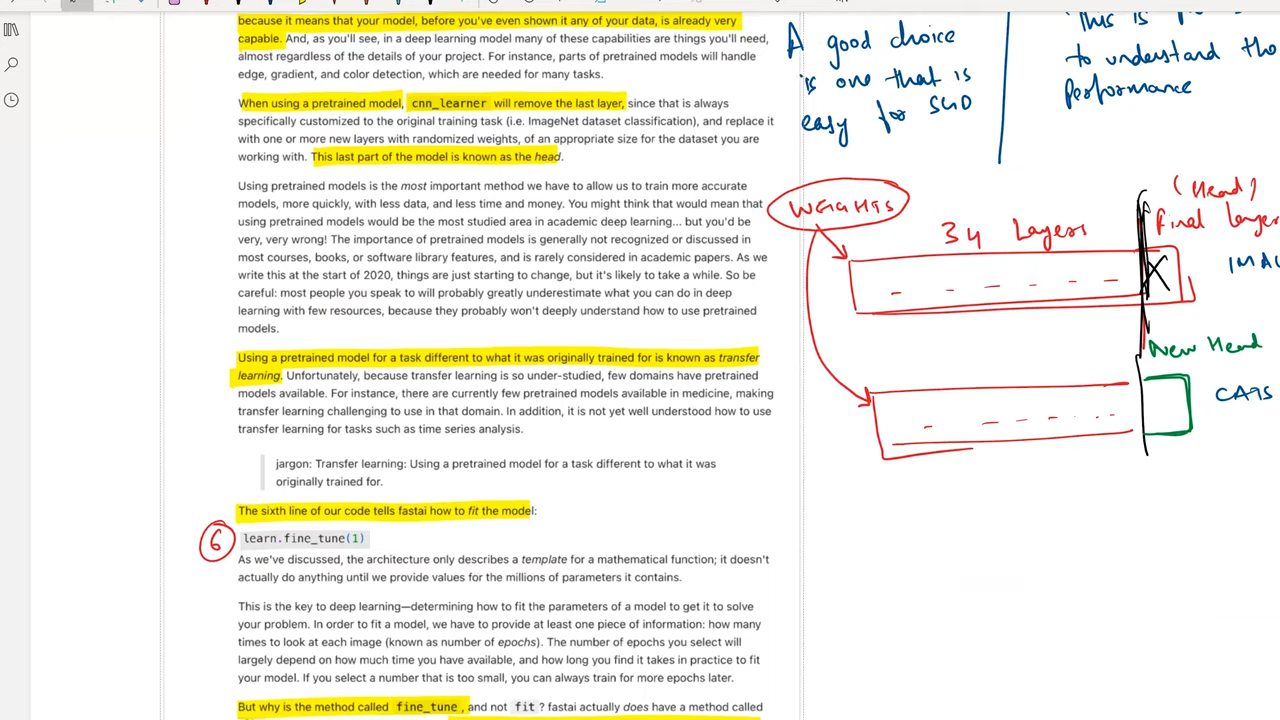 because it means that your model, before you've even shown it any of your data, is already very
capable. And, as you'll see, in a deep learning model many of these capabilities are things you'll need,
almost regardless of the details of your project. For instance, parts of pretrained models will handle
edge, gradient, and color detection, which are needed for many tasks.
When using a pretrained model, cnn_learner will remove the last layer, since that is always
specifically customized to the original training task (i.e. ImageNet dataset classification), and replace it
with one or more new layers with randomized weights, of an appropriate size for the dataset you are
working with. This last part of the model is known as the head.
Using pretrained models is the most important method we have to allow us to train more accurate
models, more quickly, with less data, and less time and money. You might think that would mean that
using pretrained models would be the most studied area in academic deep learning... but you'd be
very, very wrong! The importance of pretrained models is generally not recognized or discussed in
most courses, books, or software library features, and is rarely considered in academic papers. As we
write this at the start of 2020, things are just starting to change, but it's likely to take a while. So be
careful: most people you speak to will probably greatly underestimate what you can do in deep
learning with few resources, because they probably won't deeply understand how to use pretrained
models.
Using a pretrained model for a task different to what it was originally trained for is known as transfer
learning. Unfortunately, because transfer learning is so under-studied, few domains have pretrained
models available. For instance, there are currently few pretrained models available in medicine, making
transfer learning challenging to use in that domain. In addition, it is not yet well understood how to use
transfer learning for tasks such as time series analysis.
jargon: Transfer learning: Using a pretrained model for a task different to what it was
originally trained for.
The sixth line of our code tells fastai how to fit the model:
6 learn.fine_tune(1)
As we've discussed, the architecture only describes a template for a mathematical function; it doesn't
actually do anything until we provide values for the millions of parameters it contains.
This is the key to deep learning—determining how to fit the parameters of a model to get it to solve
your problem. In order to fit a model, we have to provide at least one piece of information: how many
times to look at each image (known as number of epochs). The number of epochs you select will
largely depend on how much time you have available, and how long you find it takes in practice to fit
your model. If you select a number that is too small, you can always train for more epochs later.
But why is the method called fine_tune, and not fit? fastai actually does have a method called
A good choice
is one that is
easy for SGD
This is
to understand the
Performance
WEIGHTS
34 Layers
(Head)
Final layer
New Head
CATS